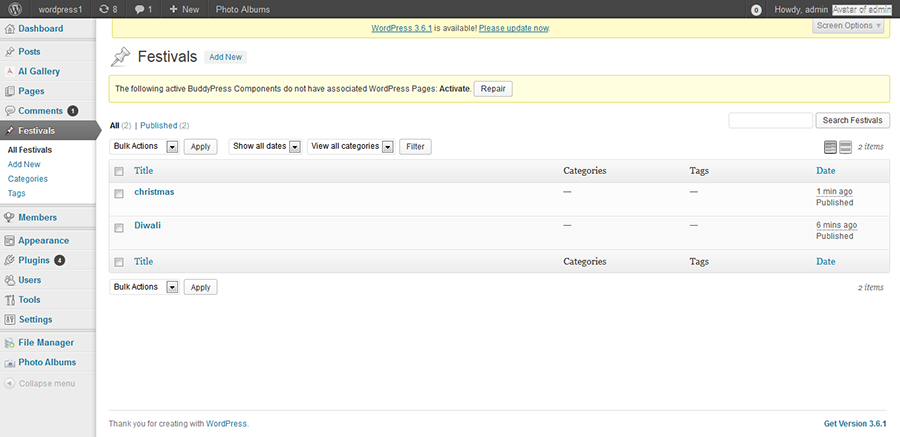 wordpress1 8 1 + New Photo Albums 0 Howdy, admin Avatar of admin
WordPress 3.6.1 is available! Please update now.
Screen Options
Dashboard
Posts
AI Gallery
Pages
Comments 1
Festivals
All Festivals
Add New
Categories
Tags
Members
Appearance
Plugins 4
Users
Tools
Settings
File Manager
Photo Albums
Collapse menu
Festivals Add New
The following active BuddyPress Components do not have associated WordPress Pages: Activate. Repair
All (2) | Published (2)
Search Festivals
Bulk Actions Apply Show all dates View all categories Filter 2 items
Title Categories Tags Date
christmas — — 1 min ago
Published
Diwali — — 6 mins ago
Published
Title Categories Tags Date
Bulk Actions Apply 2 items
Thank you for creating with WordPress. Get Version 3.6.1